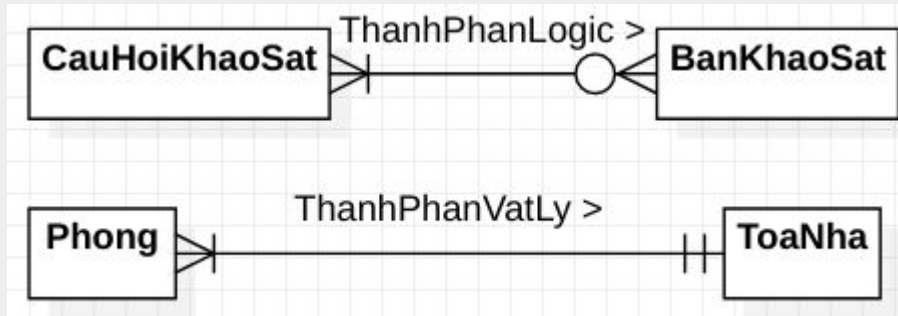 ThanhPhanLogic >
CauHoiKhaoSat
BanKhaoSat
ThanhPhanVatLy >
Phong
ToaNha